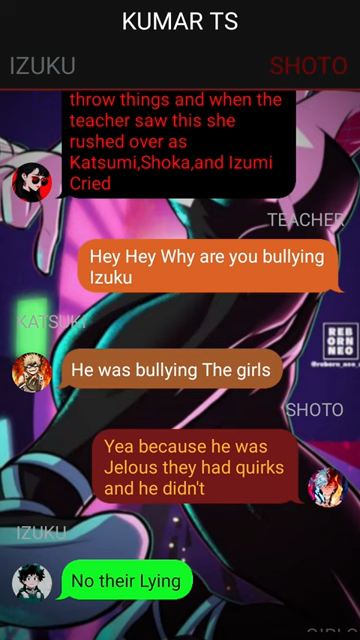 KUMAR TS
IZUKU
SHOTO
throw things and when the
teacher saw this she
rushed over as
Katsumi,Shoka,and Izumi
Cried
TEACHER
Hey Hey Why are you bullying
Izuku
KATSUKI
RE
B
ORN
NEO
He was bullying The girls
SHOTO
Yea because he was
Jelous they had quirks
and he didn't
IZUKU
No their Lying